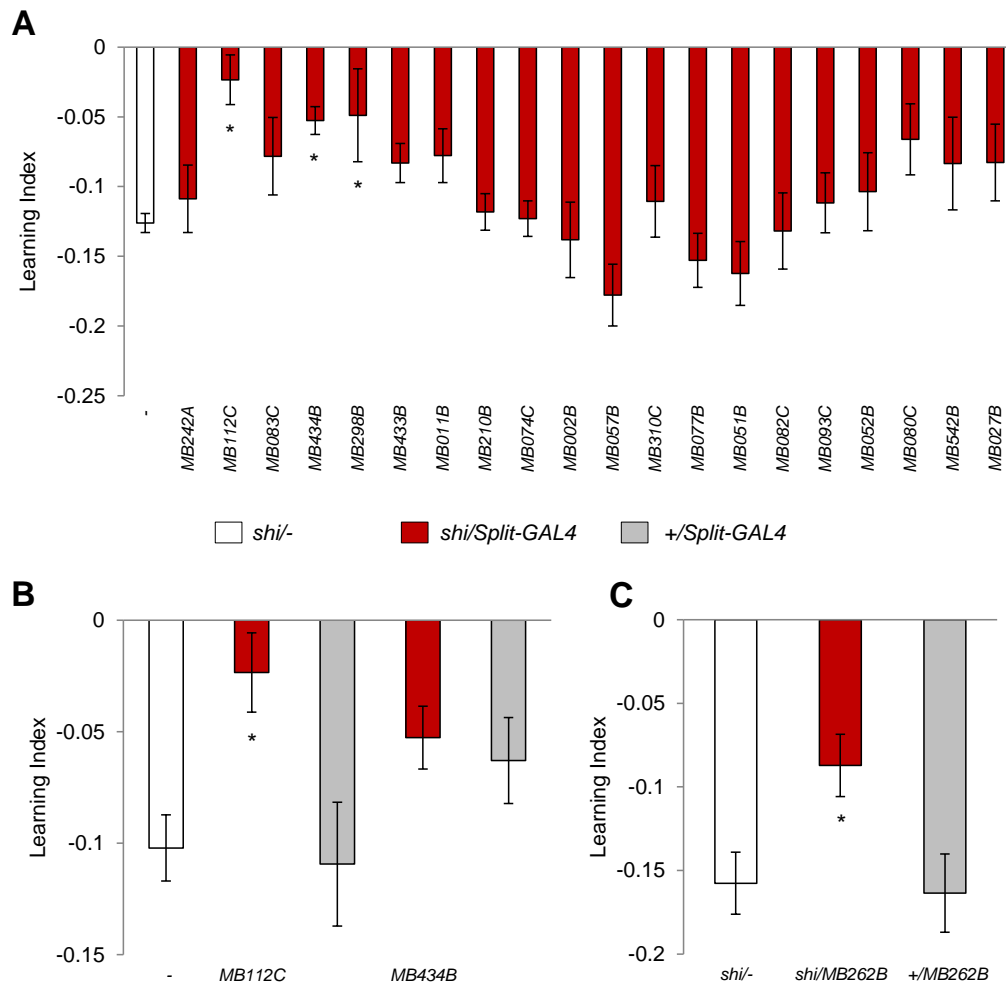 A
0
-0.05
-0.1
-0.15
-0.2
-0.25
Learning Index
* * *
- MB242A MB112C MB083C MB434B MB298B MB433B MB011B MB210B MB074C MB002B MB057B MB310C MB077B MB051B MB082C MB093C MB052B MB080C MB542B MB027B
shi/- shi/Split-GAL4 +/Split-GAL4
B
0
-0.05
-0.1
-0.15
Learning Index
*
- MB112C MB434B
C
0
-0.05
-0.1
-0.15
-0.2
Learning Index
*
shi/- shi/MB262B +/MB262B